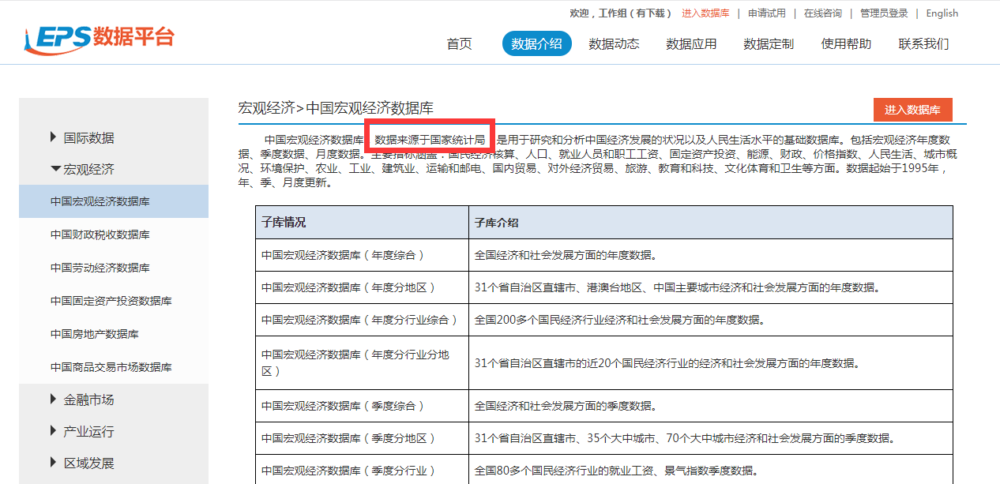 欢迎，工作组（有下载） 进入数据库 | 申请试用 | 在线咨询 | 管理员登录 | English
EPS数据平台
首页 数据介绍 数据动态 数据应用 数据定制 使用帮助 联系我们
国际数据
宏观经济
中国宏观经济数据库
中国财政税收数据库
中国劳动经济数据库
中国固定资产投资数据库
中国房地产数据库
中国商品交易市场数据库
金融市场
产业运行
区域发展
宏观经济>中国宏观经济数据库
进入数据库
中国宏观经济数据库 数据来源于国家统计局 是用于研究和分析中国经济发展的状况以及人民生活水平的基础数据库。包括宏观经济年度数
据、季度数据、月度数据。主要指标涵盖：国民经济核算、人口、就业人员和职工工资、固定资产投资、能源、财政、价格指数、人民生活、城市概
况、环境保护、农业、工业、建筑业、运输和邮电、国内贸易、对外经济贸易、旅游、教育和科技、文化体育和卫生等方面。数据起始于1995年，
年、季、月度更新。
子库情况 子库介绍
中国宏观经济数据库（年度综合） 全国经济和社会发展方面的年度数据。
中国宏观经济数据库（年度分地区） 31个省自治区直辖市、港澳台地区、中国主要城市经济和社会发展方面的年度数据。
中国宏观经济数据库（年度分行业综合） 全国200多个国民经济行业经济和社会发展方面的年度数据。
中国宏观经济数据库（年度分行业分地
区） 31个省自治区直辖市的近20个国民经济行业的经济和社会发展方面的年度数据。
中国宏观经济数据库（季度综合） 全国经济和社会发展方面的季度数据。
中国宏观经济数据库（季度分地区） 31个省自治区直辖市、35个大中城市、70个大中城市经济和社会发展方面的季度数据。
中国宏观经济数据库（季度分行业） 全国80多个国民经济行业的就业工资、景气指数季度数据。